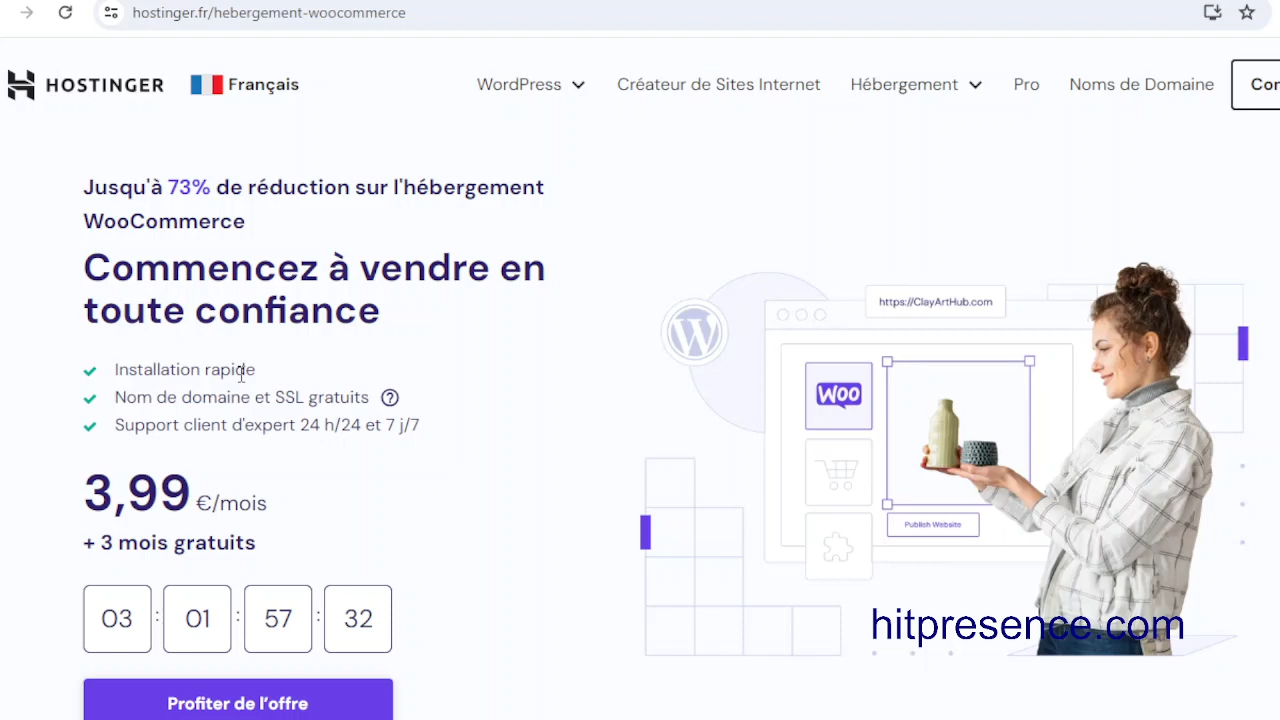 hostinger.fr/hebergement-woocommerce
HOSTINGER
Français
WordPress
Créateur de Sites Internet
Hébergement
Pro
Noms de Domaine
Jusqu'à 73% de réduction sur l'hébergement
WooCommerce
Commencez à vendre en
toute confiance
Installation rapide
Nom de domaine et SSL gratuits
Support client d'expert 24 h/24 et 7 j/7
3,99 €/mois
+ 3 mois gratuits
03 : 01 : 57 : 32
Profiter de l’offre
https://ClayArtHub.com
WOO
Publish Website
hitpresence.com